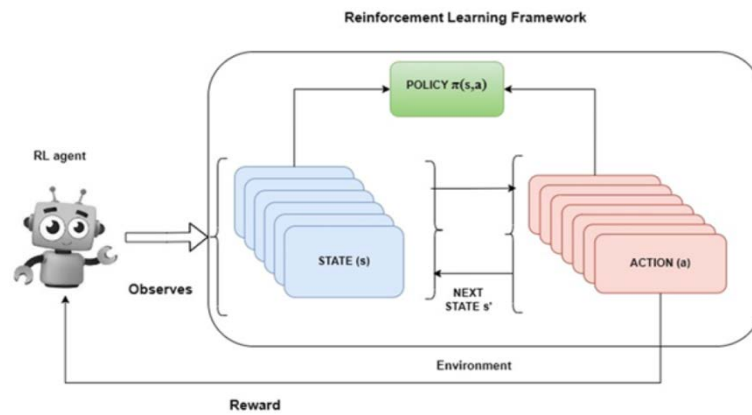 Reinforcement Learning Framework
POLICY π(s,a)
RL agent
STATE (s)
ACTION (a)
Observes
NEXT
STATE s'
Environment
Reward